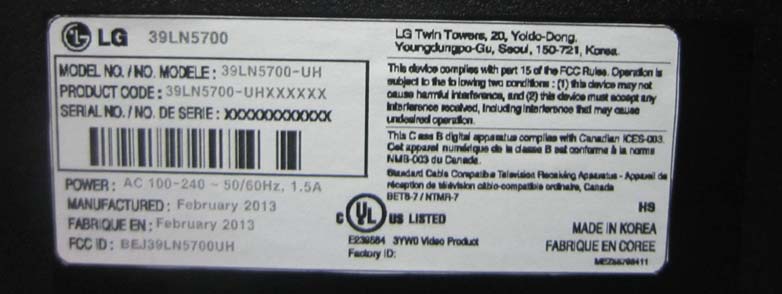 LG 39LN5700
MODEL NO./NO. MODELE : 39LN5700-UH
PRODUCT CODE : 39LN5700-UHXXXXXX
SERIAL NO./NO. DE SERIE : XXXXXXXXXXXX
POWER: AC 100-240 ~ 50/60Hz, 1.5A
MANUFACTURED : February 2013
FABRIQUE EN : February 2013
FCC ID : BEJ39LN5700UH
LG Twin Towers, 20, Yoido-Dong,
Youngdungpo-Gu, Seoul, 150-721, Korea.
This device complies with part 15 of the FCC Rules. Operation is
subject to the following two conditions : (1) this device may not
cause harmful interference, and (2) this device must accept any
interference received, including interference that may cause
undesired operation.
This Class B digital apparatus complies with Canadian ICES-003.
Cet appareil numérique de la classe B est conforme à la norme
NMB-003 du Canada.
Standard Cable Compatible Television Receiving Apparatus - Appareil de
réception de télévision câblo-compatible ordinaire, Canada
BETS-7 / NTMR-7
C UL US LISTED
E239584 3YW0 Video Product
Factory ID:
HS
MADE IN KOREA
FABRIQUE EN COREE